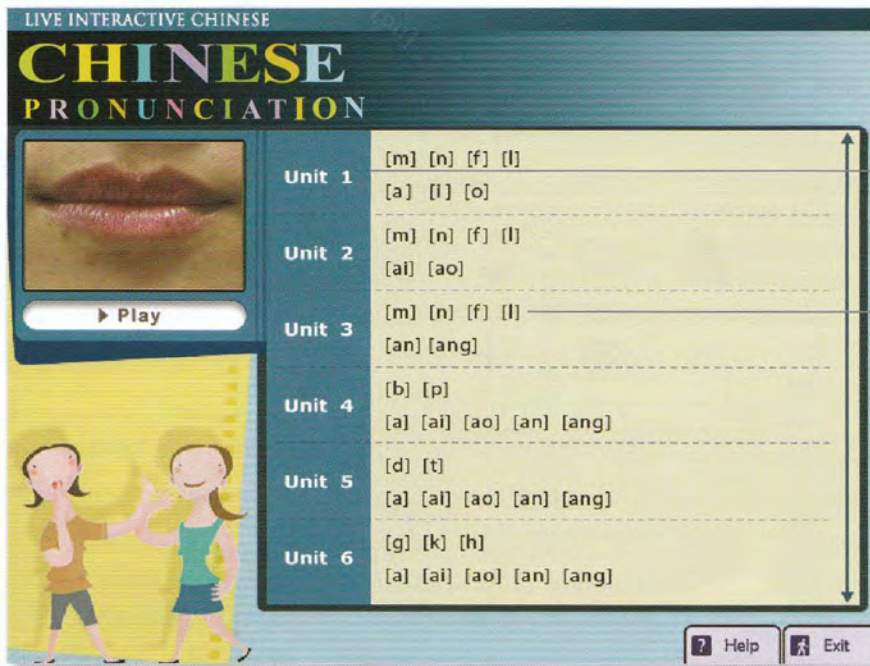 LIVE INTERACTIVE CHINESE
CHINESE
PRONUNCIATION
Play
Unit 1
[m] [n] [f] [l]
[a] [i] [o]
Unit 2
[m] [n] [f] [l]
[ai] [ao]
Unit 3
[m] [n] [f] [l]
[an] [ang]
Unit 4
[b] [p]
[a] [ai] [ao] [an] [ang]
Unit 5
[d] [t]
[a] [ai] [ao] [an] [ang]
Unit 6
[g] [k] [h]
[a] [ai] [ao] [an] [ang]
? Help
Exit